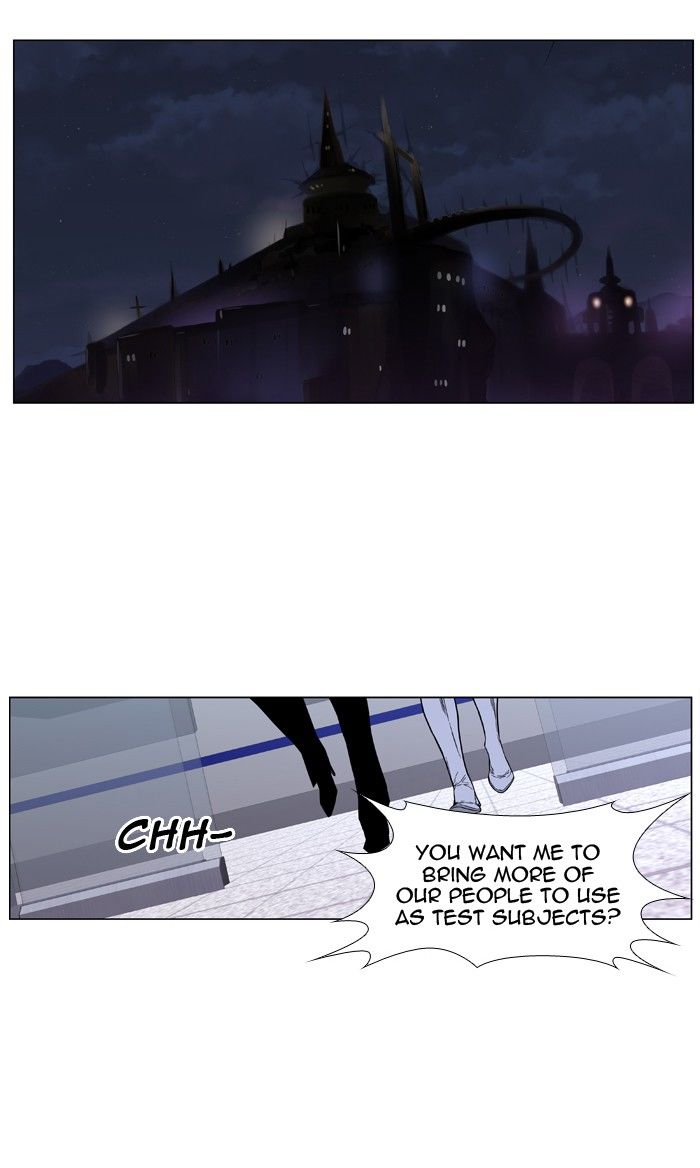 CHH-
YOU WANT ME TO
BRING MORE OF
OUR PEOPLE TO USE
AS TEST SUBJECTS?